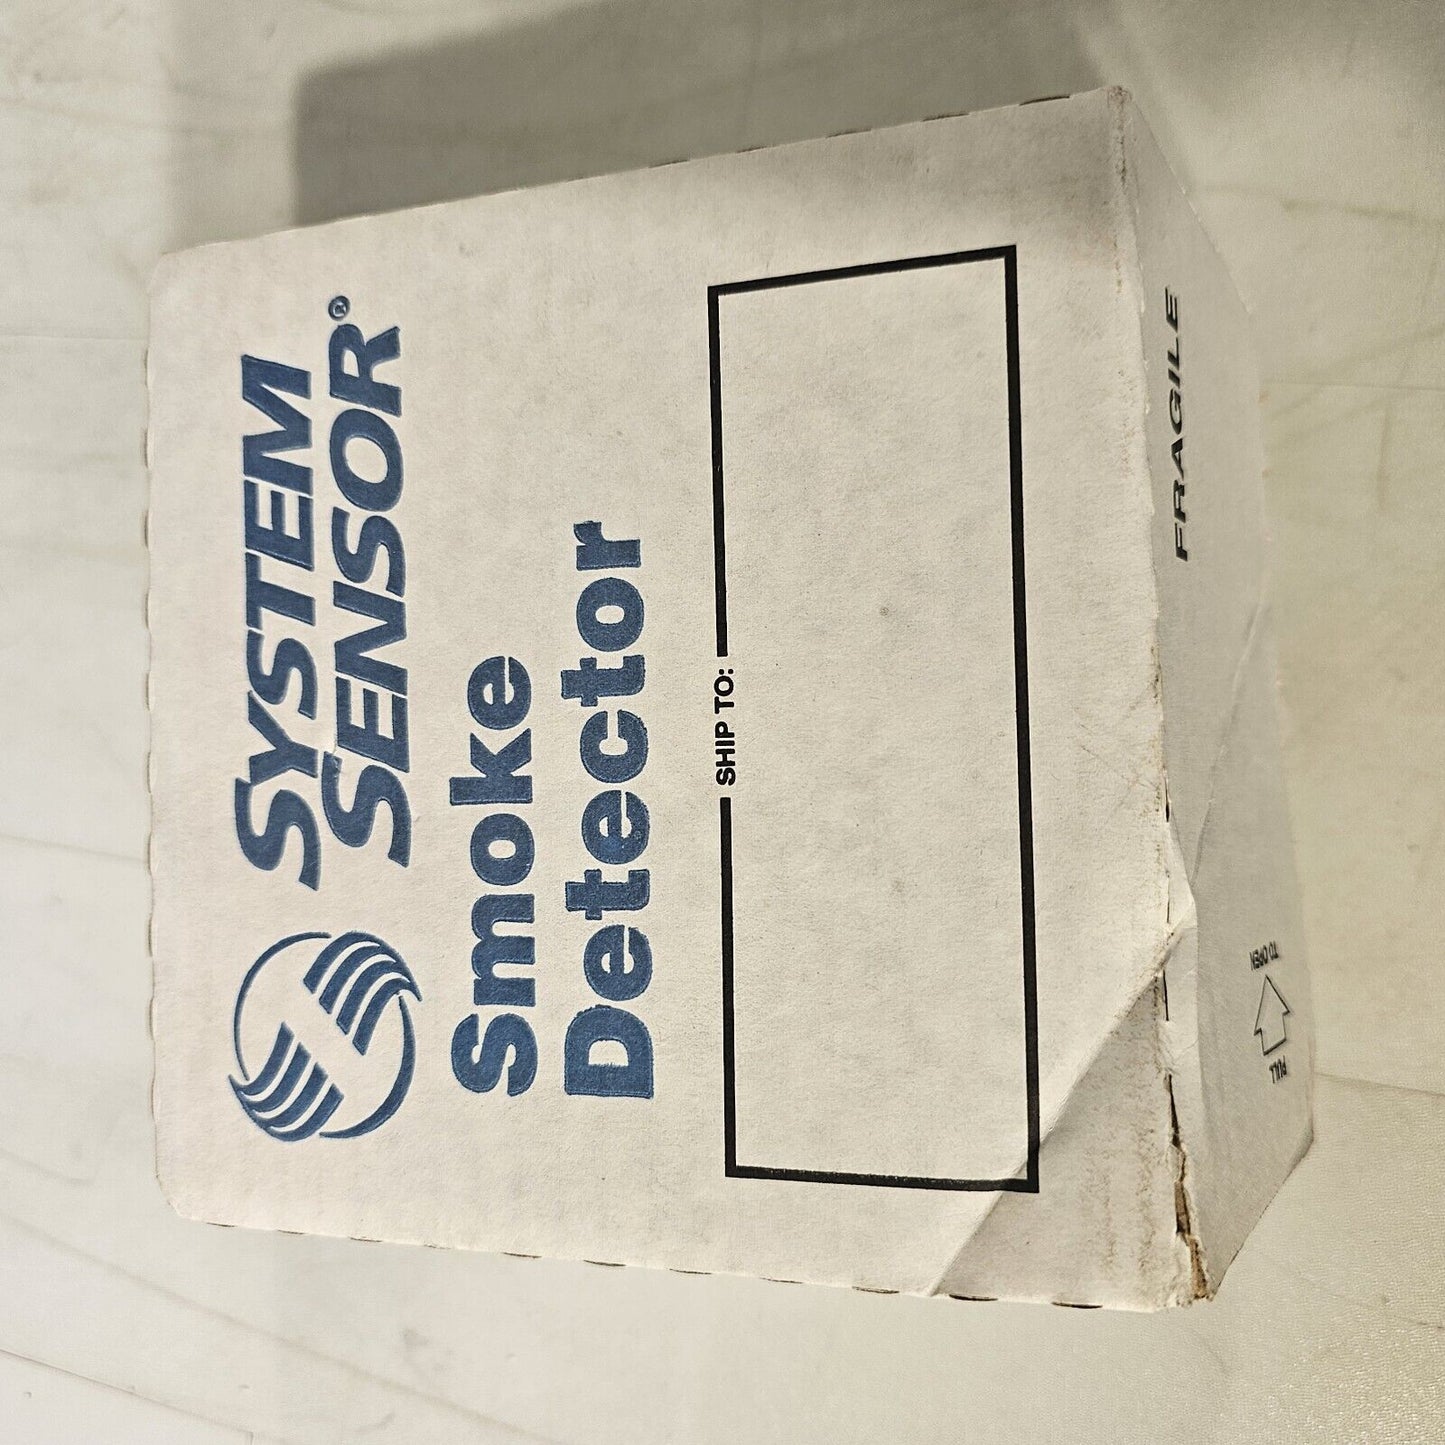 SYSTEM
SENSOR®
Smoke
Detector
SHIP TO:
FRAGILE
PULL
TO OPEN